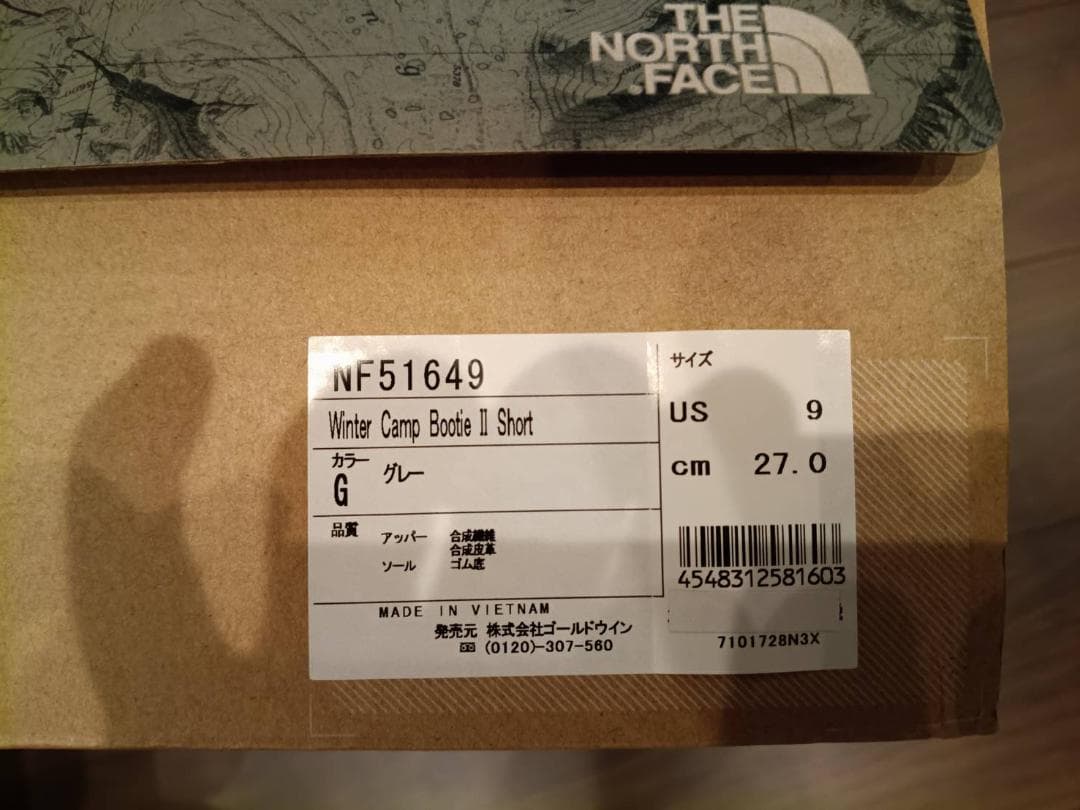 THE
NORTH
FACE
NF51649
Winter Camp Bootie II Short
カラー
G グレー
品質 アッパー 合成繊維
合成皮革
ソール ゴム底
MADE IN VIETNAM
発売元 株式会社ゴールドウイン
(0120)-307-560
サイズ
US 9
cm 27.0
4548312581603
7101728N3X